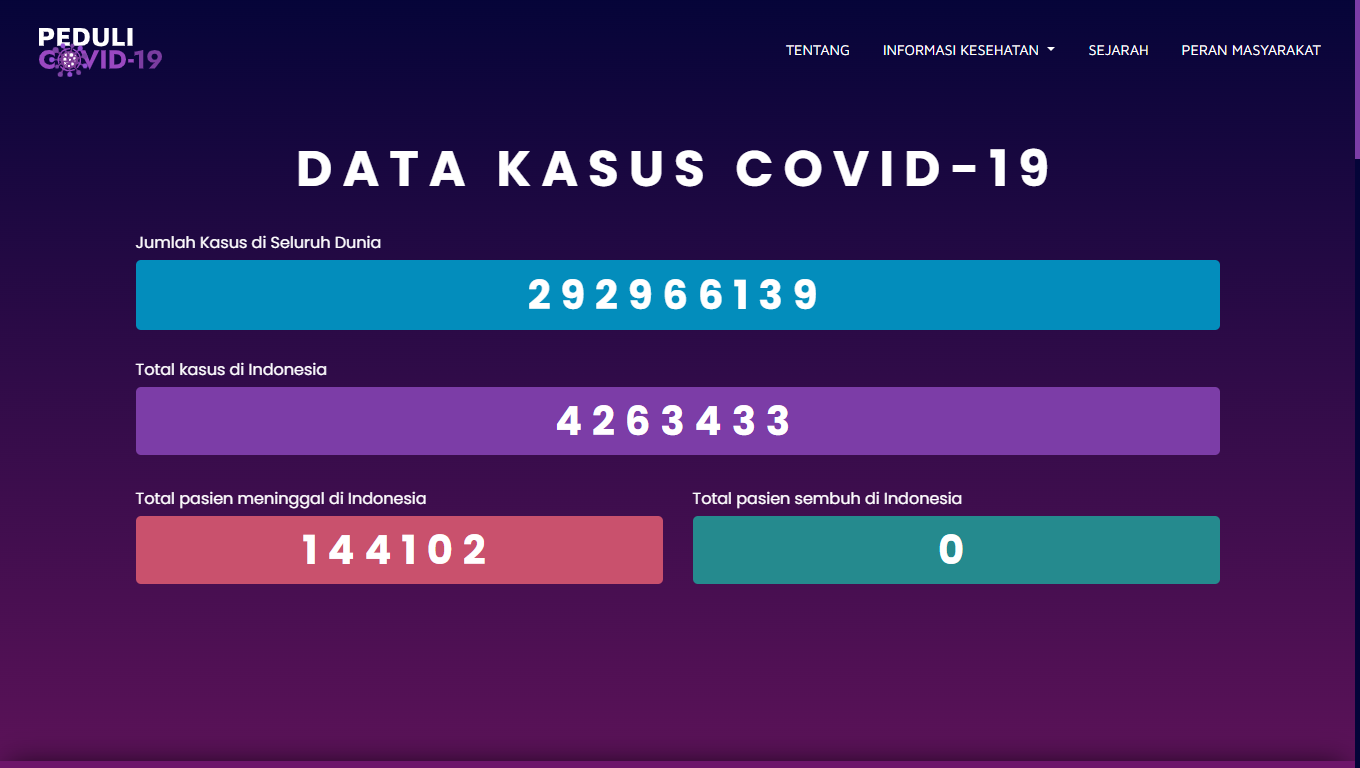 PEDULI
COVID-19
TENTANG INFORMASI KESEHATAN SEJARAH PERAN MASYARAKAT
DATA KASUS COVID-19
Jumlah Kasus di Seluruh Dunia
292966139
Total kasus di Indonesia
4263433
Total pasien meninggal di Indonesia
144102
Total pasien sembuh di Indonesia
0